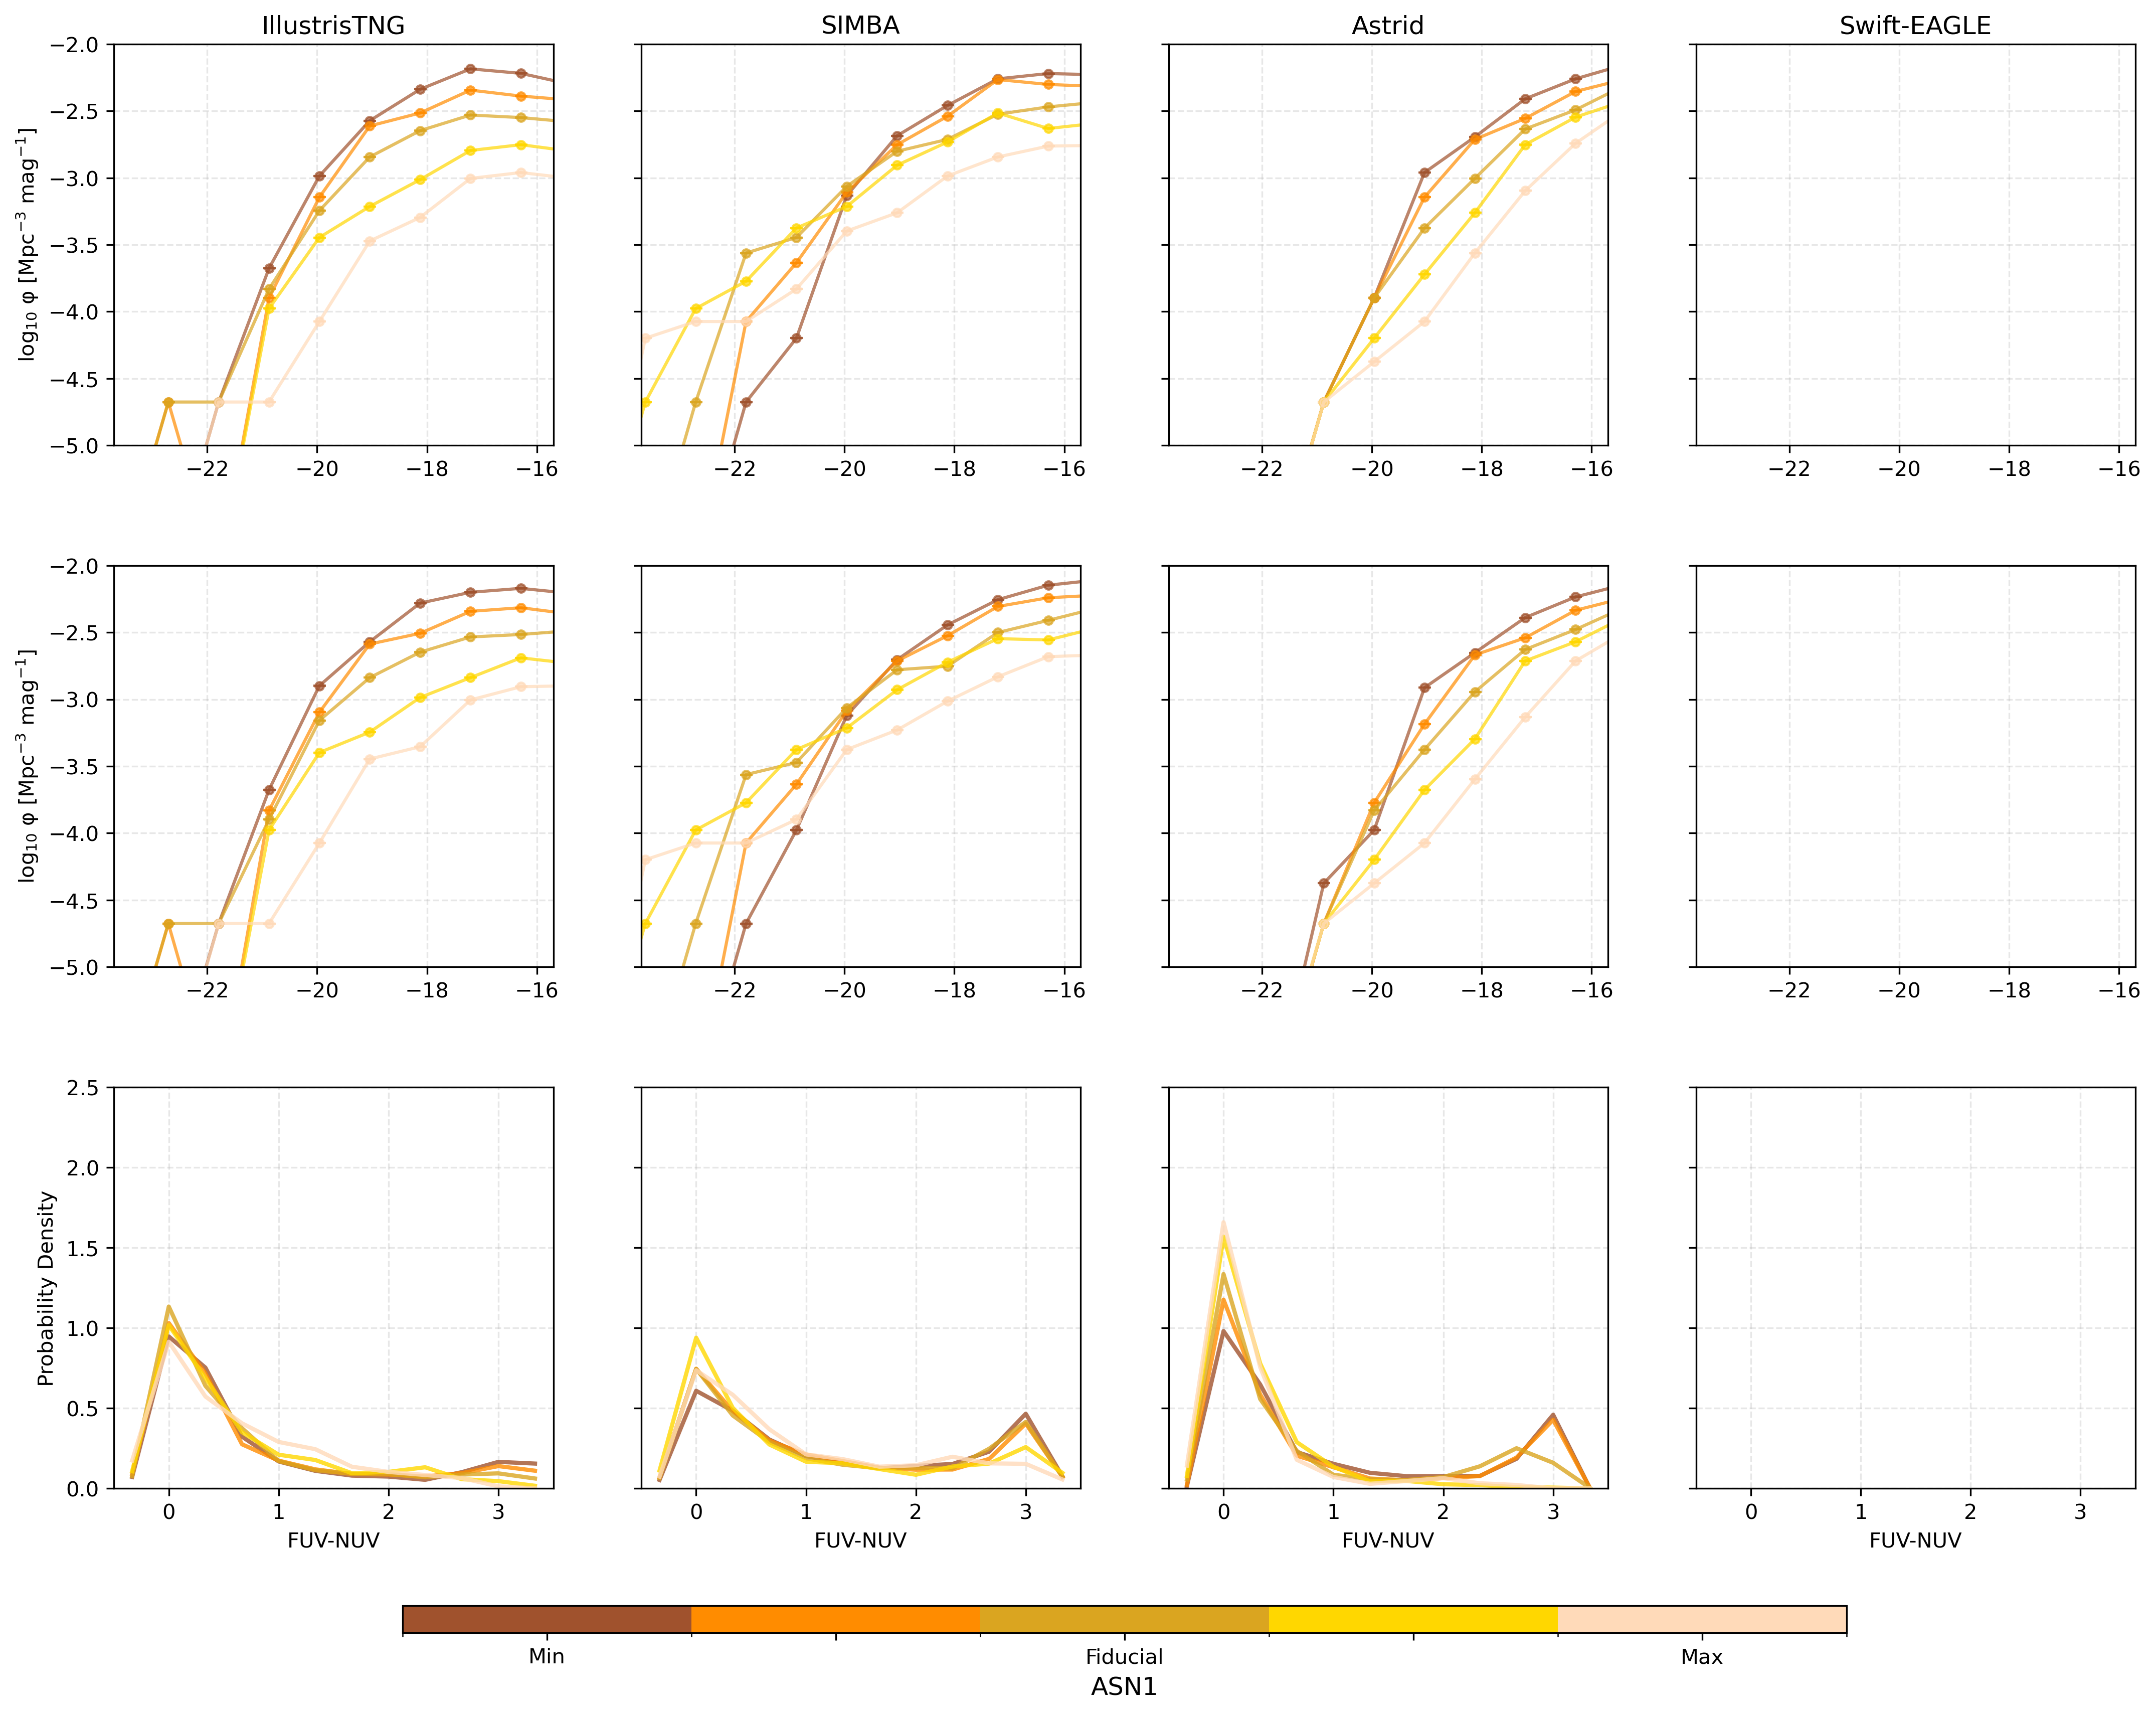 IllustrisTNG SIMBA Astrid Swift-EAGLE
log₁₀ φ [Mpc⁻³ mag⁻¹]
−2.0
−2.5
−3.0
−3.5
−4.0
−4.5
−5.0
−22 −20 −18 −16 −22 −20 −18 −16 −22 −20 −18 −16 −22 −20 −18 −16
log₁₀ φ [Mpc⁻³ mag⁻¹]
−2.0
−2.5
−3.0
−3.5
−4.0
−4.5
−5.0
−22 −20 −18 −16 −22 −20 −18 −16 −22 −20 −18 −16 −22 −20 −18 −16
Probability Density
2.5
2.0
1.5
1.0
0.5
0.0
0 1 2 3 0 1 2 3 0 1 2 3 0 1 2 3
FUV-NUV FUV-NUV FUV-NUV FUV-NUV
Min Fiducial Max
ASN1